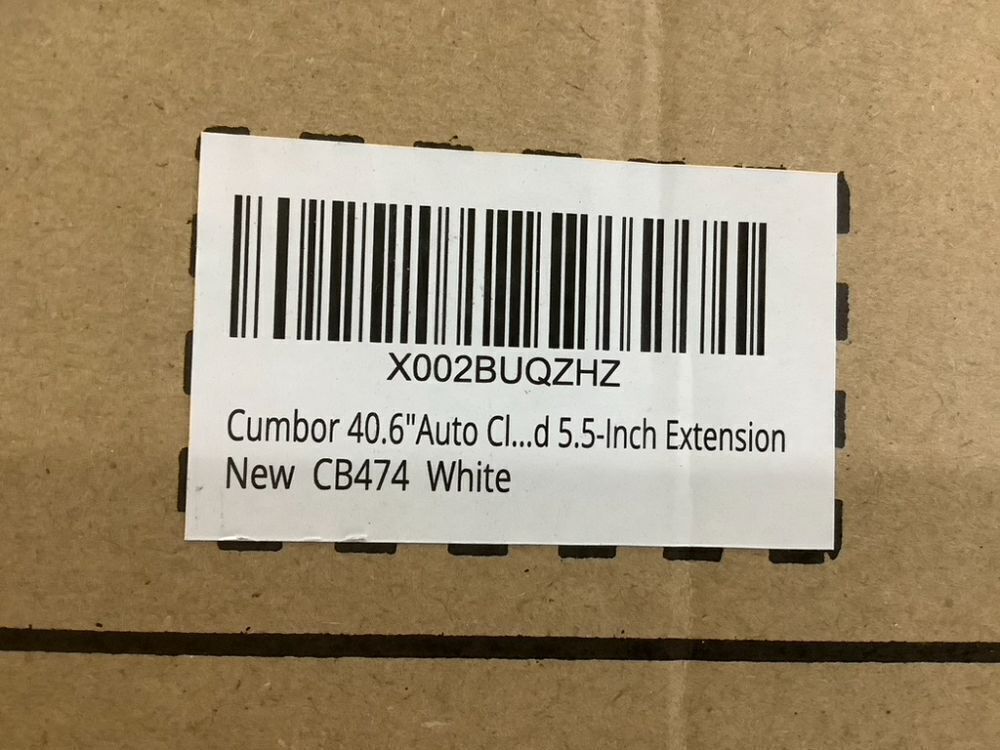 X002BUQZHZ
Cumbor 40.6"Auto Cl...d 5.5-Inch Extension
New CB474 White